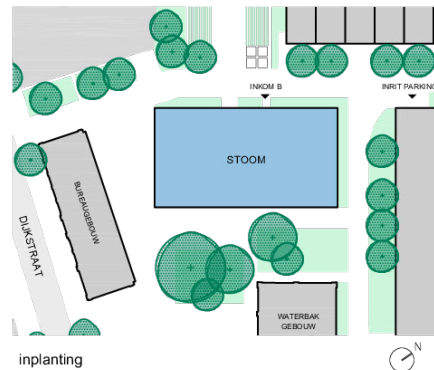 INKOM B
INRIT PARKING
STOOM
BUREAUGEBOUW
DIJKSTRAAT
WATERBAK
GEBOUW
inplanting
N